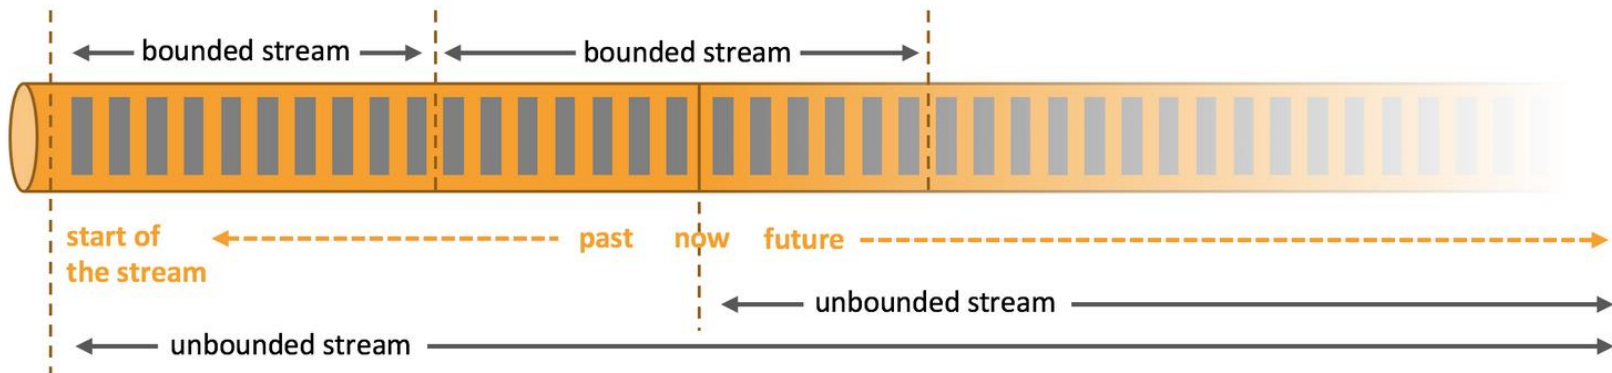 bounded stream
bounded stream
start of
the stream
past
now
future
unbounded stream
unbounded stream